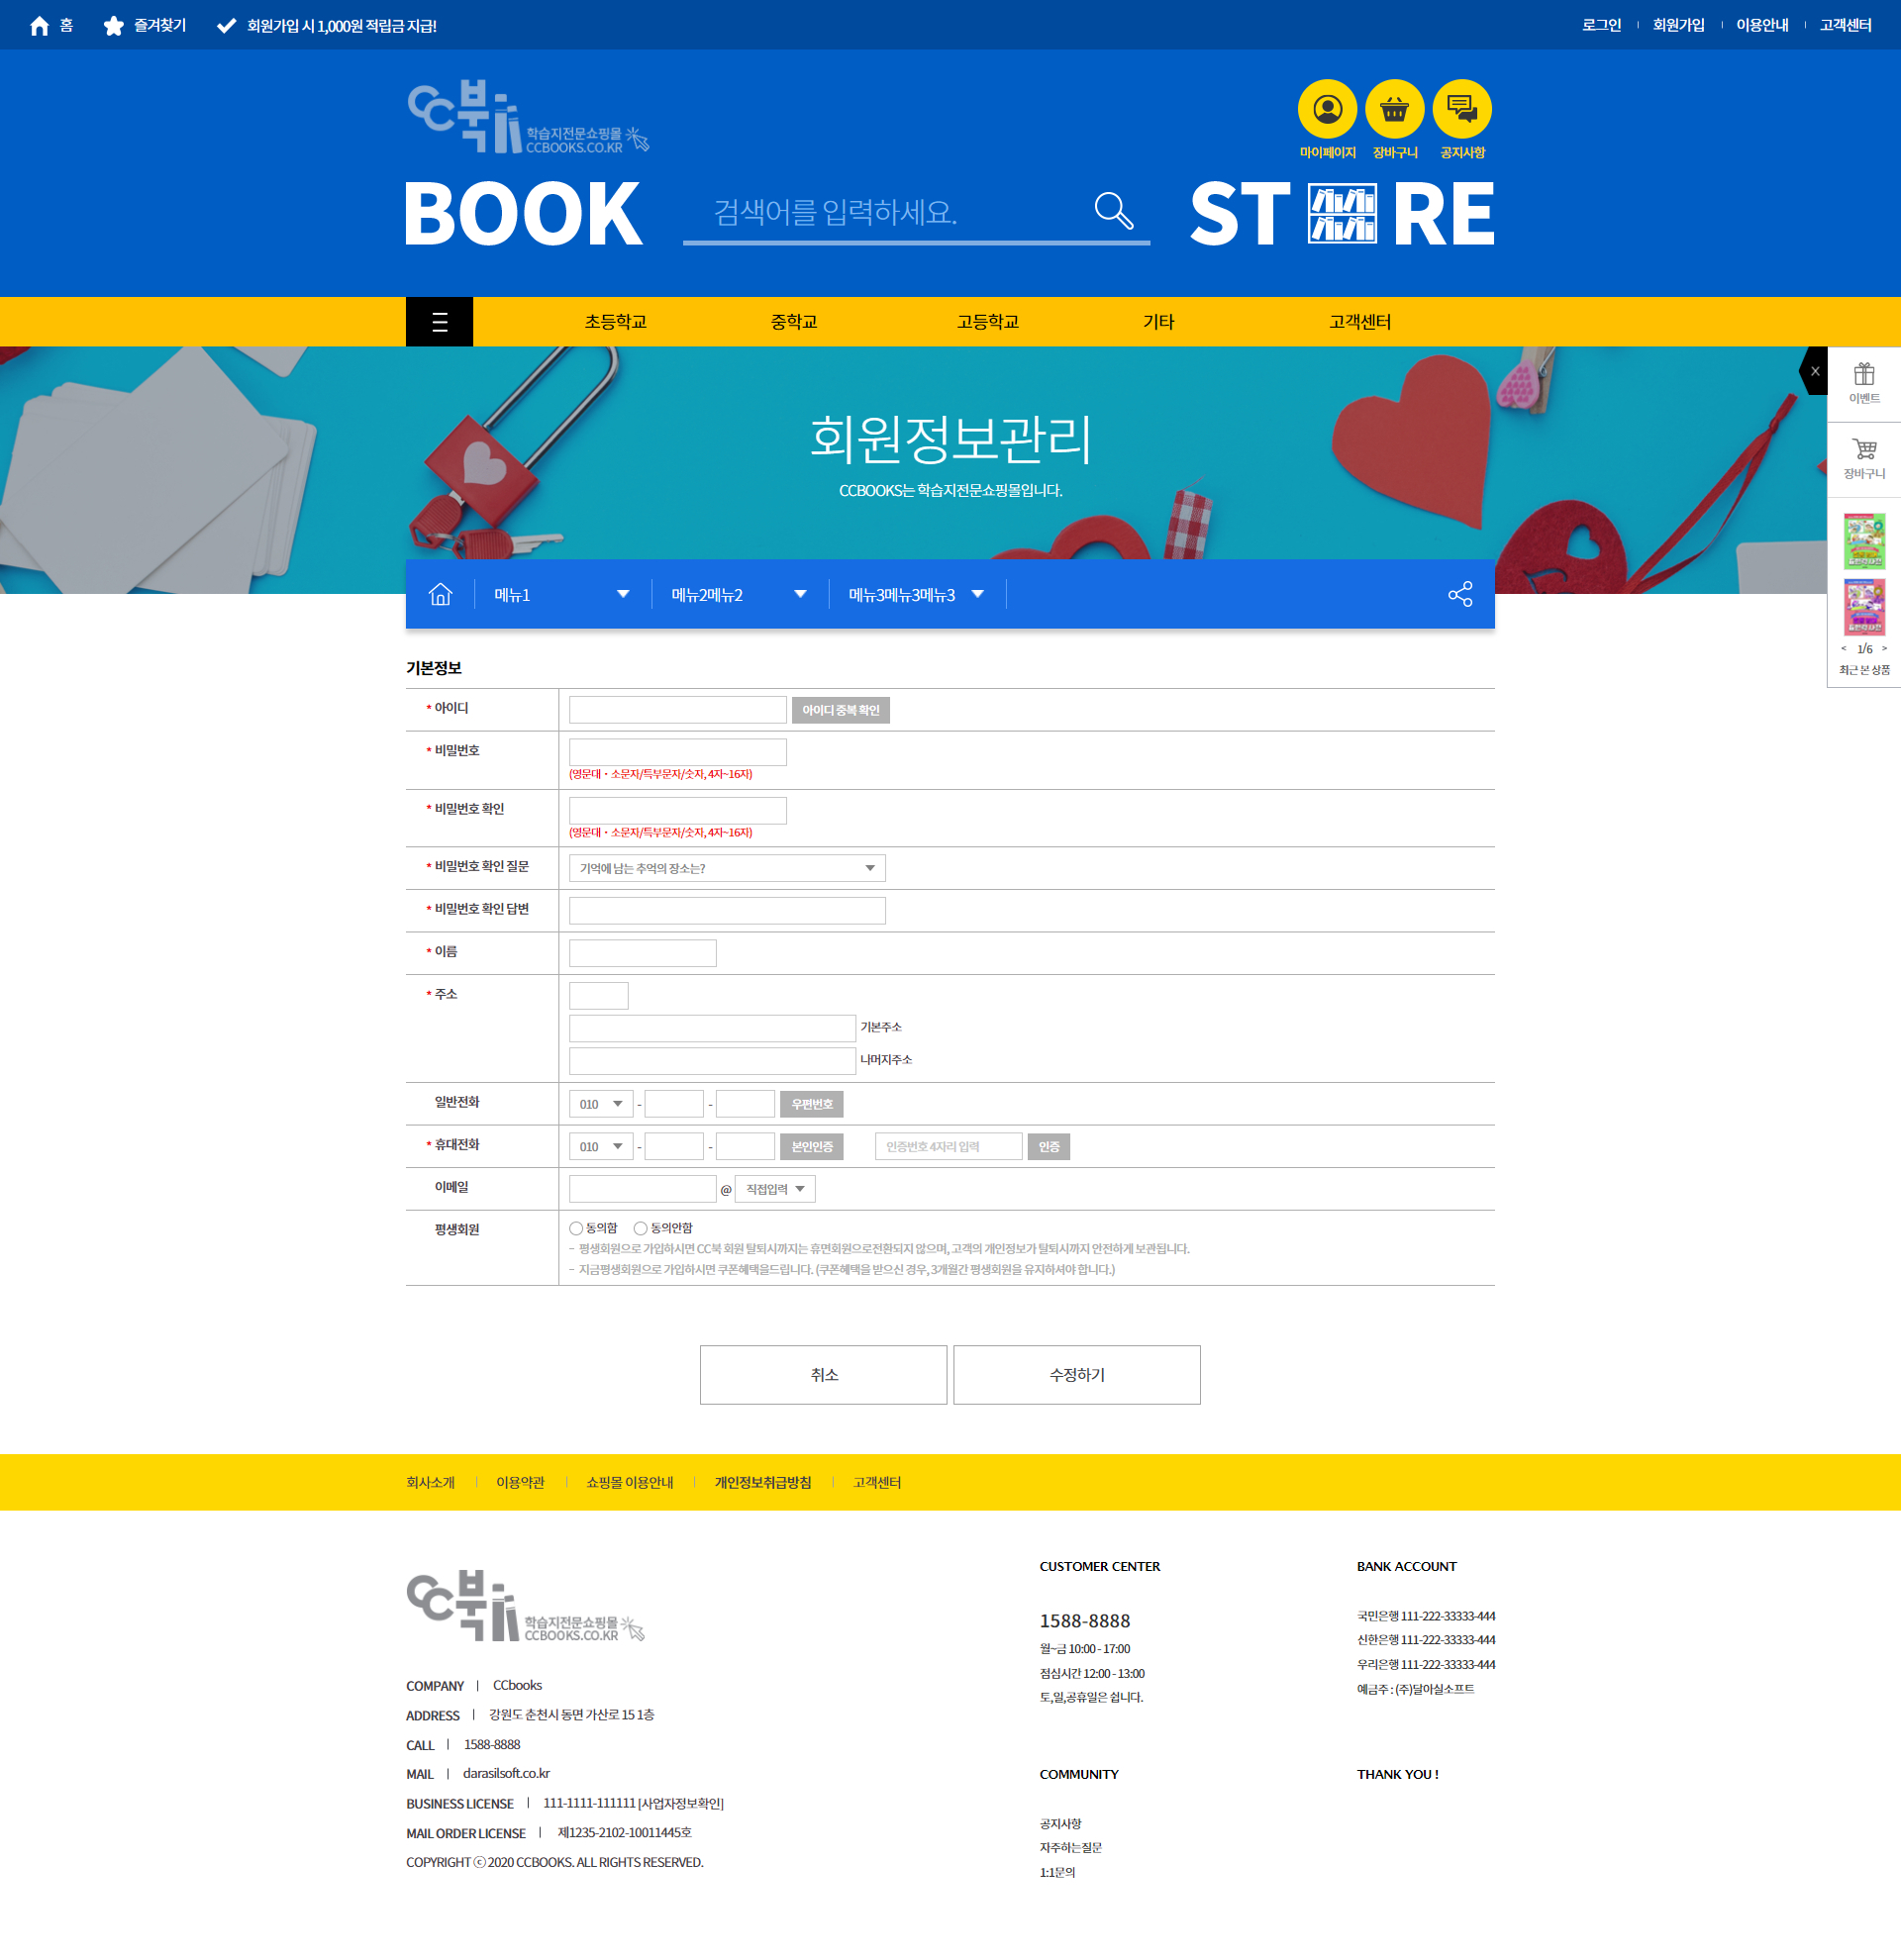 홈 즐겨찾기 회원가입 시 1,000원 적립금 지급! 로그인 회원가입 이용안내 고객센터
CC북 학습지전문쇼핑몰
CCBOOKS.CO.KR
마이페이지 장바구니 공지사항
BOOK 검색어를 입력하세요. ST RE
초등학교 중학교 고등학교 기타 고객센터
X
이벤트
장바구니
< 1/6 >
최근 본 상품
회원정보관리
CCBOOKS는 학습지전문쇼핑몰입니다.
메뉴1 메뉴2메뉴2 메뉴3메뉴3메뉴3
기본정보
* 아이디 아이디 중복 확인
* 비밀번호
(영문대·소문자/특부문자/숫자, 4자~16자)
* 비밀번호 확인
(영문대·소문자/특부문자/숫자, 4자~16자)
* 비밀번호 확인 질문 기억에 남는 추억의 장소는?
* 비밀번호 확인 답변
* 이름
* 주소
기본주소
나머지주소
일반전화 010 - - 우편번호
* 휴대전화 010 - - 본인인증 인증번호 4자리 입력 인증
이메일 @ 직접입력
평생회원 동의함 동의안함
- 평생회원으로 가입하시면 CC북 회원 탈퇴시까지는 휴면회원으로전환되지 않으며, 고객의 개인정보가 탈퇴시까지 안전하게 보관됩니다.
- 지금평생회원으로 가입하시면 쿠폰혜택을드립니다. (쿠폰혜택을 받으신 경우, 3개월간 평생회원을 유지하셔야 합니다.)
취소 수정하기
회사소개 이용약관 쇼핑몰 이용안내 개인정보취급방침 고객센터
CC북 학습지전문쇼핑몰
CCBOOKS.CO.KR
COMPANY | CCbooks
ADDRESS | 강원도 춘천시 동면 가산로 15 1층
CALL | 1588-8888
MAIL | darasilsoft.co.kr
BUSINESS LICENSE | 111-1111-111111 [사업자정보확인]
MAIL ORDER LICENSE | 제1235-2102-10011445호
COPYRIGHT ⓒ 2020 CCBOOKS. ALL RIGHTS RESERVED.
CUSTOMER CENTER
1588-8888
월~금 10:00 - 17:00
점심시간 12:00 - 13:00
토,일,공휴일은 쉽니다.
BANK ACCOUNT
국민은행 111-222-33333-444
신한은행 111-222-33333-444
우리은행 111-222-33333-444
예금주 : (주)달아실소프트
COMMUNITY
공지사항
자주하는질문
1:1문의
THANK YOU !